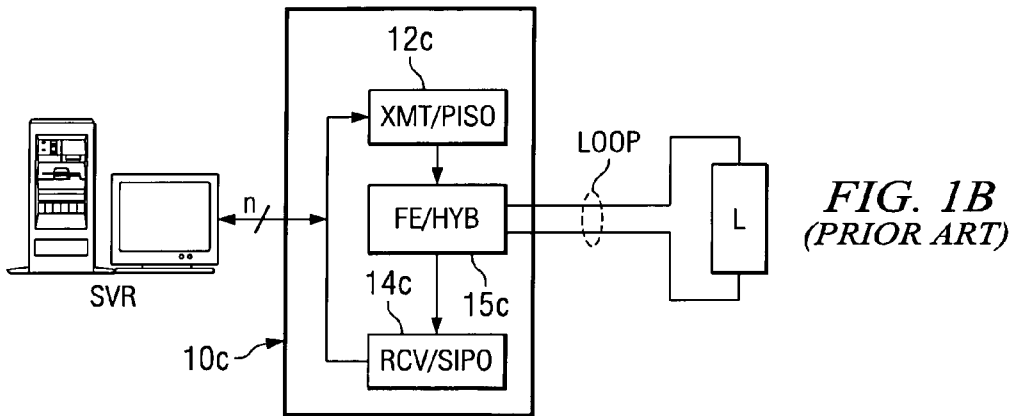 12c
XMT/PISO
LOOP
n
FE/HYB
L
FIG. 1B
(PRIOR ART)
SVR
14c
15c
10c
RCV/SIPO